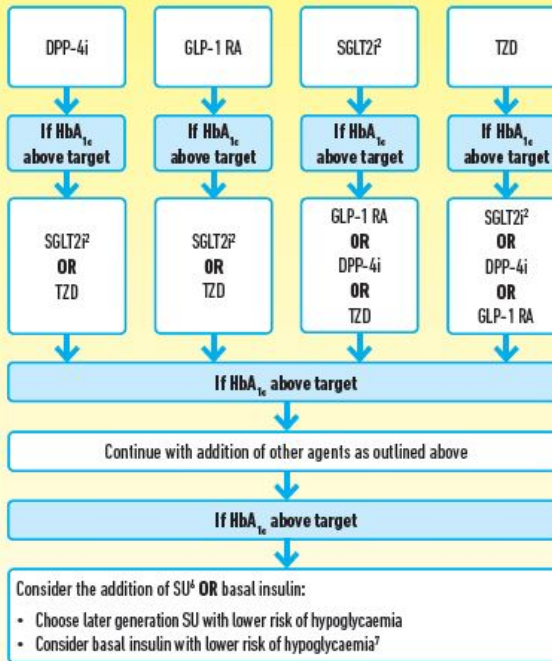 DPP-4i
GLP-1 RA
SGLT2i²
TZD
If HbA₁c
above target
If HbA₁c
above target
If HbA₁c
above target
If HbA₁c
above target
SGLT2i²
OR
TZD
SGLT2i²
OR
TZD
GLP-1 RA
OR
DPP-4i
OR
TZD
SGLT2i²
OR
DPP-4i
OR
GLP-1 RA
If HbA₁c above target
Continue with addition of other agents as outlined above
If HbA₁c above target
Consider the addition of SU⁶ OR basal insulin:
• Choose later generation SU with lower risk of hypoglycaemia
• Consider basal insulin with lower risk of hypoglycaemia⁷